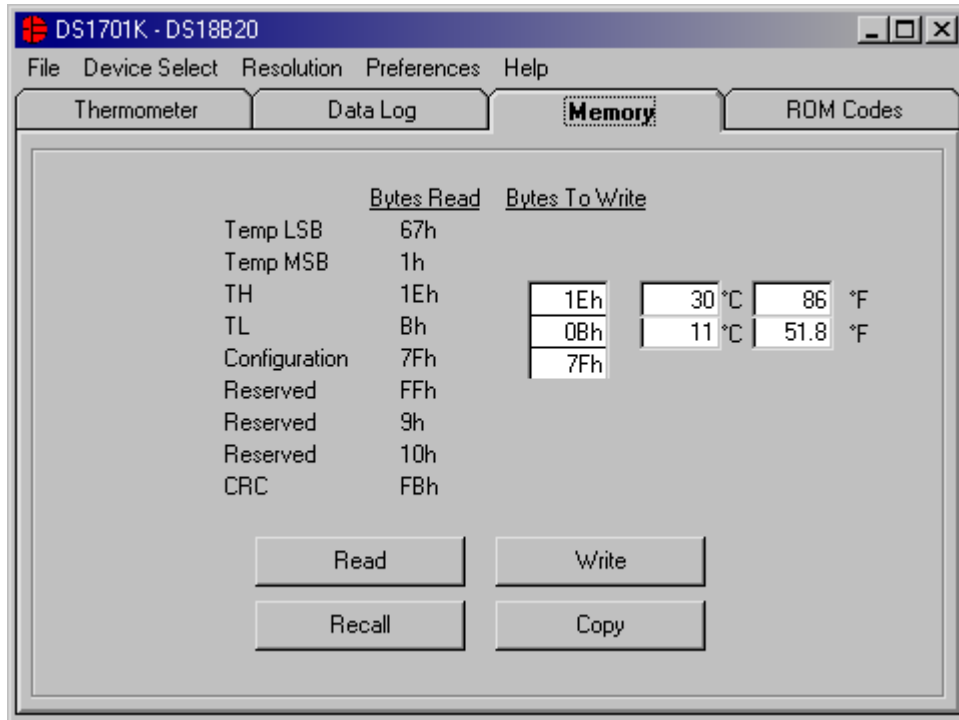 DS1701K - DS18B20
File Device Select Resolution Preferences Help
Thermometer Data Log Memory ROM Codes
Bytes Read Bytes To Write
Temp LSB 67h
Temp MSB 1h
TH 1Eh 1Eh 30 °C 86 °F
TL Bh 0Bh 11 °C 51.8 °F
Configuration 7Fh 7Fh
Reserved FFh
Reserved 9h
Reserved 10h
CRC FBh
Read Write
Recall Copy